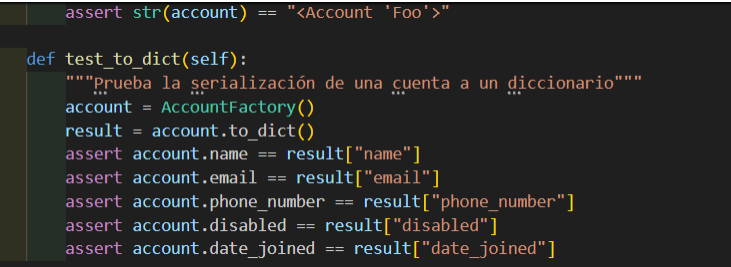 assert str(account) == "<Account 'Foo'>"
def test_to_dict(self):
"""Prueba la serialización de una cuenta a un diccionario"""
account = AccountFactory()
result = account.to_dict()
assert account.name == result["name"]
assert account.email == result["email"]
assert account.phone_number == result["phone_number"]
assert account.disabled == result["disabled"]
assert account.date_joined == result["date_joined"]